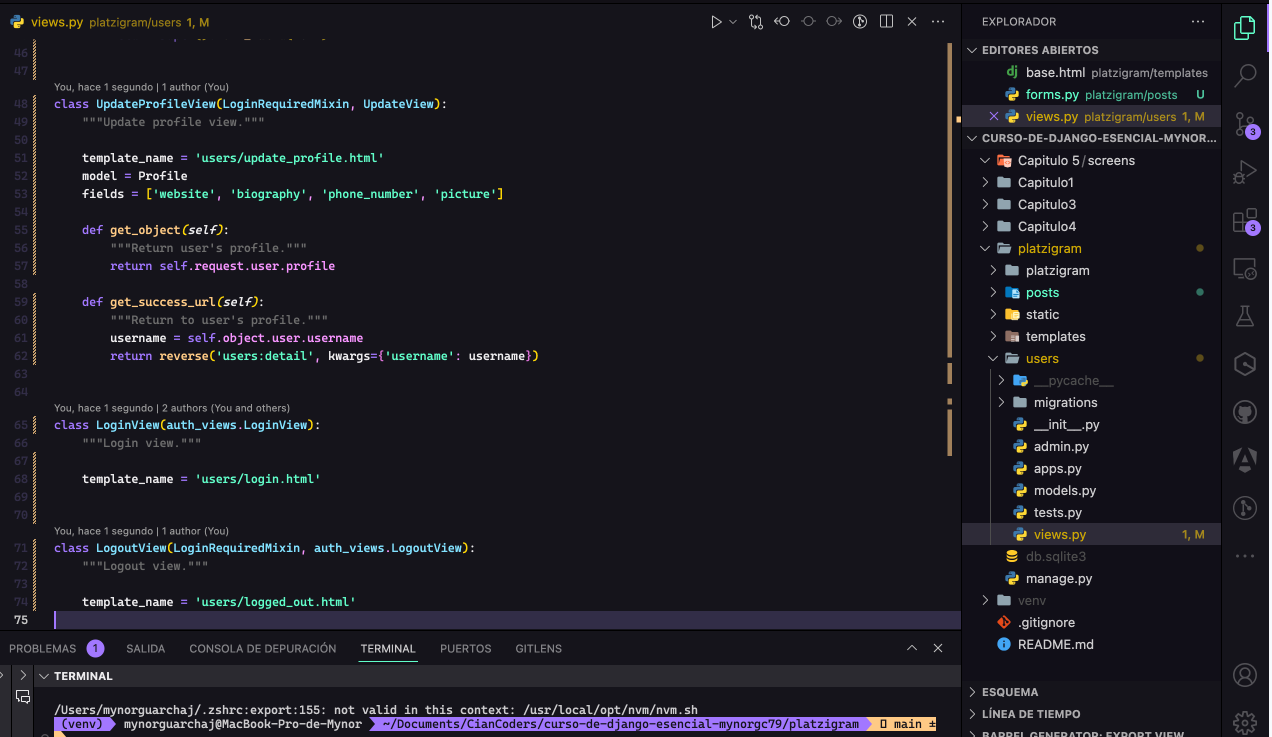 views.py platzigram/users 1, M
46
47
You, hace 1 segundo | 1 author (You)
48 class UpdateProfileView(LoginRequiredMixin, UpdateView):
49 """Update profile view."""
50
51 template_name = 'users/update_profile.html'
52 model = Profile
53 fields = ['website', 'biography', 'phone_number', 'picture']
54
55 def get_object(self):
56 """Return user's profile."""
57 return self.request.user.profile
58
59 def get_success_url(self):
60 """Return to user's profile."""
61 username = self.object.user.username
62 return reverse('users:detail', kwargs={'username': username})
63
64
You, hace 1 segundo | 2 authors (You and others)
65 class LoginView(auth_views.LoginView):
66 """Login view."""
67
68 template_name = 'users/login.html'
69
70
You, hace 1 segundo | 1 author (You)
71 class LogoutView(LoginRequiredMixin, auth_views.LogoutView):
72 """Logout view."""
73
74 template_name = 'users/logged_out.html'
75
PROBLEMAS 1 SALIDA CONSOLA DE DEPURACIÓN TERMINAL PUERTOS GITLENS
TERMINAL
/Users/mynorguarchaj/.zshrc:export:155: not valid in this context: /usr/local/opt/nvm/nvm.sh
(venv) mynorguarchaj@MacBook-Pro-de-Mynor ~/Documents/CianCoders/curso-de-django-esencial-mynorgc79/platzigram main ±
EXPLORADOR
EDITORES ABIERTOS
dj base.html platzigram/templates
forms.py platzigram/posts U
views.py platzigram/users 1, M
CURSO-DE-DJANGO-ESENCIAL-MYNOR...
Capitulo 5/screens
Capitulo1
Capitulo3
Capitulo4
platzigram
platzigram
posts
static
templates
users
__pycache__
migrations
__init__.py
admin.py
apps.py
models.py
tests.py
views.py 1, M
db.sqlite3
manage.py
venv
.gitignore
README.md
ESQUEMA
LÍNEA DE TIEMPO
BARREL GENERATOR: EXPORT VIEW
3
3